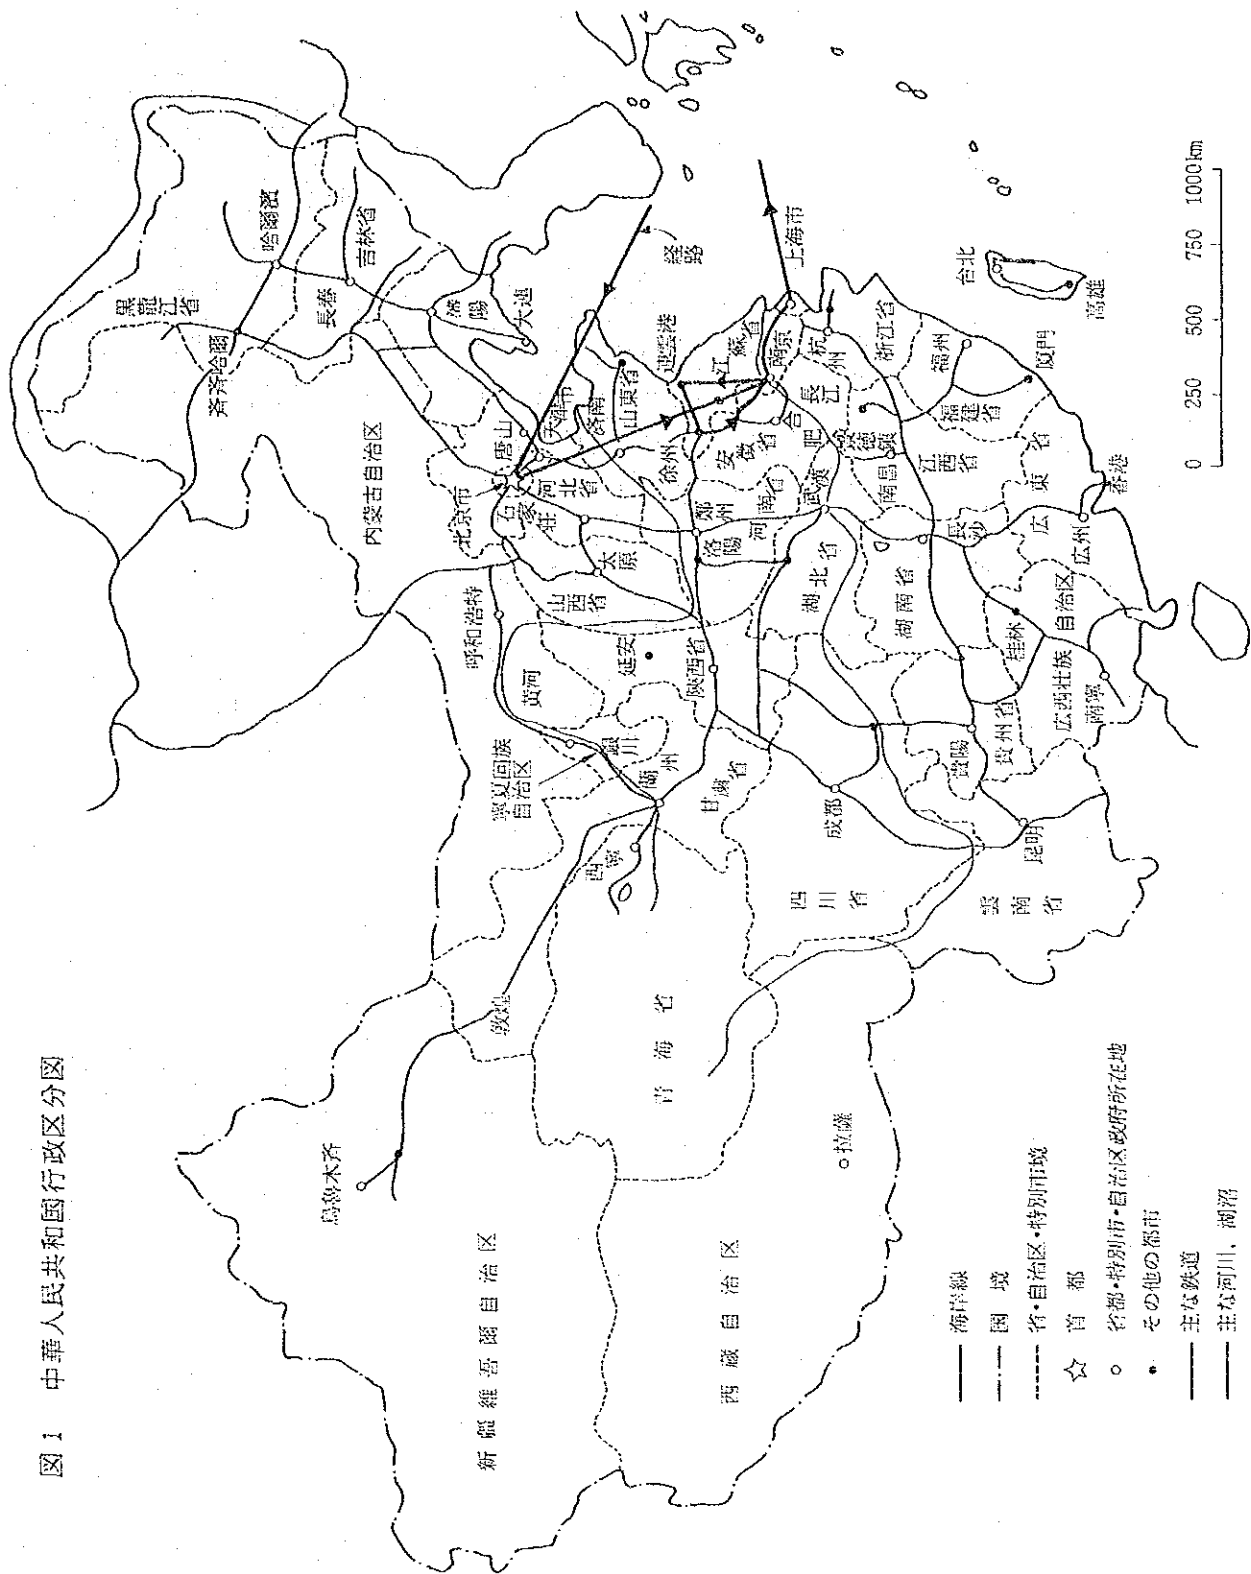 図1 中華人民共和国行政区分図
黒龍江省
斉斉哈爾
哈爾濱
吉林省
長春
瀋陽
大連
内蒙古自治区
北京市
唐山
天津市
河北省
石家荘
済南
山東省
太原
山西省
呼和浩特
黄河
延安
陝西省
銀川
寧夏回族
自治区
蘭州
西寧
甘粛省
敦煌
烏魯木斉
新疆維吾爾自治区
青海省
西蔵自治区
拉薩
四川省
成都
雲南省
昆明
貴陽
貴州省
広西壮族
自治区
南寧
桂林
湖南省
湖北省
長沙
武漢
河南省
鄭州
洛陽
徐州
連雲港
江蘇省
南京
安徽省
合肥
長江
上海市
杭州
浙江省
景徳鎮
南昌
江西省
福建省
福州
厦門
広東省
広州
香港
台北
高雄
経路
0 250 500 750 1000km
海岸線
国境
省・自治区・特別市境
首都
省都・特別市・自治区政府所在地
その他の都市
主な鉄道
主な河川，湖沼